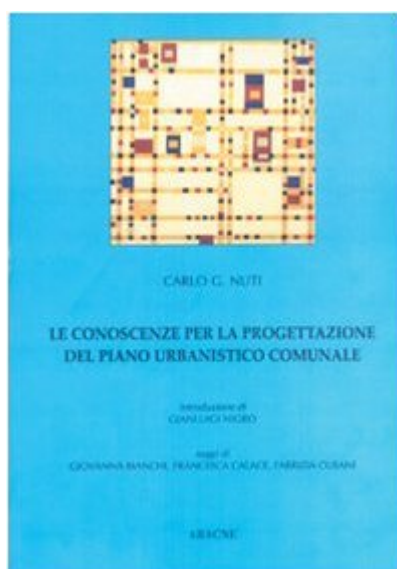 CARLO G. NUTI
LE CONOSCENZE PER LA PROGETTAZIONE
DEL PIANO URBANISTICO COMUNALE
introduzione di
GIANLUIGI NIGRO
saggi di
GIOVANNA BIANCHI, FRANCESCA CALACE, FABRIZIA
ARACNE